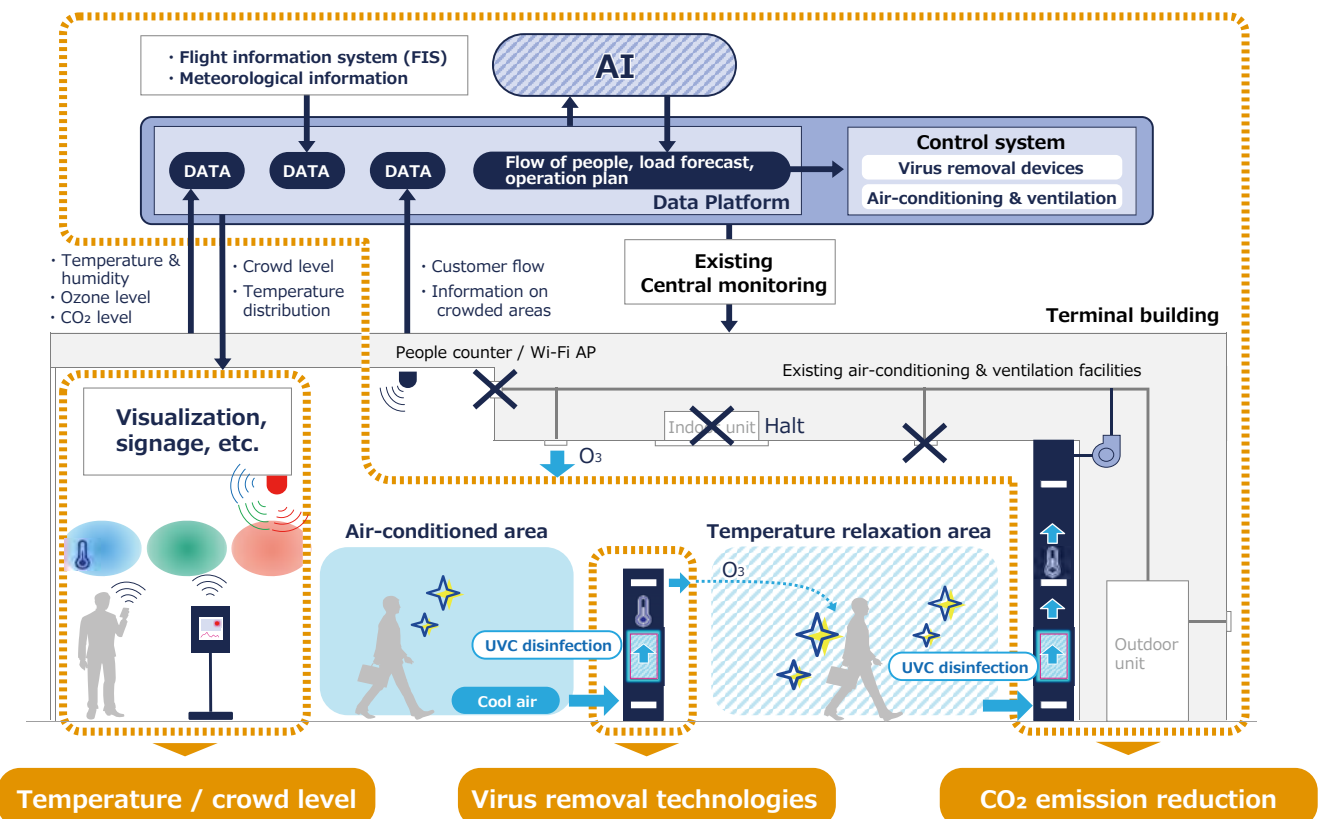 ・Flight information system (FIS)
・Meteorological information
AI
DATA
DATA
DATA
Flow of people, load forecast,
operation plan
Data Platform
Control system
Virus removal devices
Air-conditioning & ventilation
・Temperature &
humidity
・Ozone level
・CO₂ level
・Crowd level
・Temperature
distribution
・Customer flow
・Information on
crowded areas
Existing
Central monitoring
Terminal building
People counter / Wi-Fi AP
Existing air-conditioning & ventilation facilities
Visualization,
signage, etc.
Indoor unit
Halt
O₃
Air-conditioned area
Temperature relaxation area
O₃
UVC disinfection
Cool air
UVC disinfection
Outdoor
unit
Temperature / crowd level
Virus removal technologies
CO₂ emission reduction